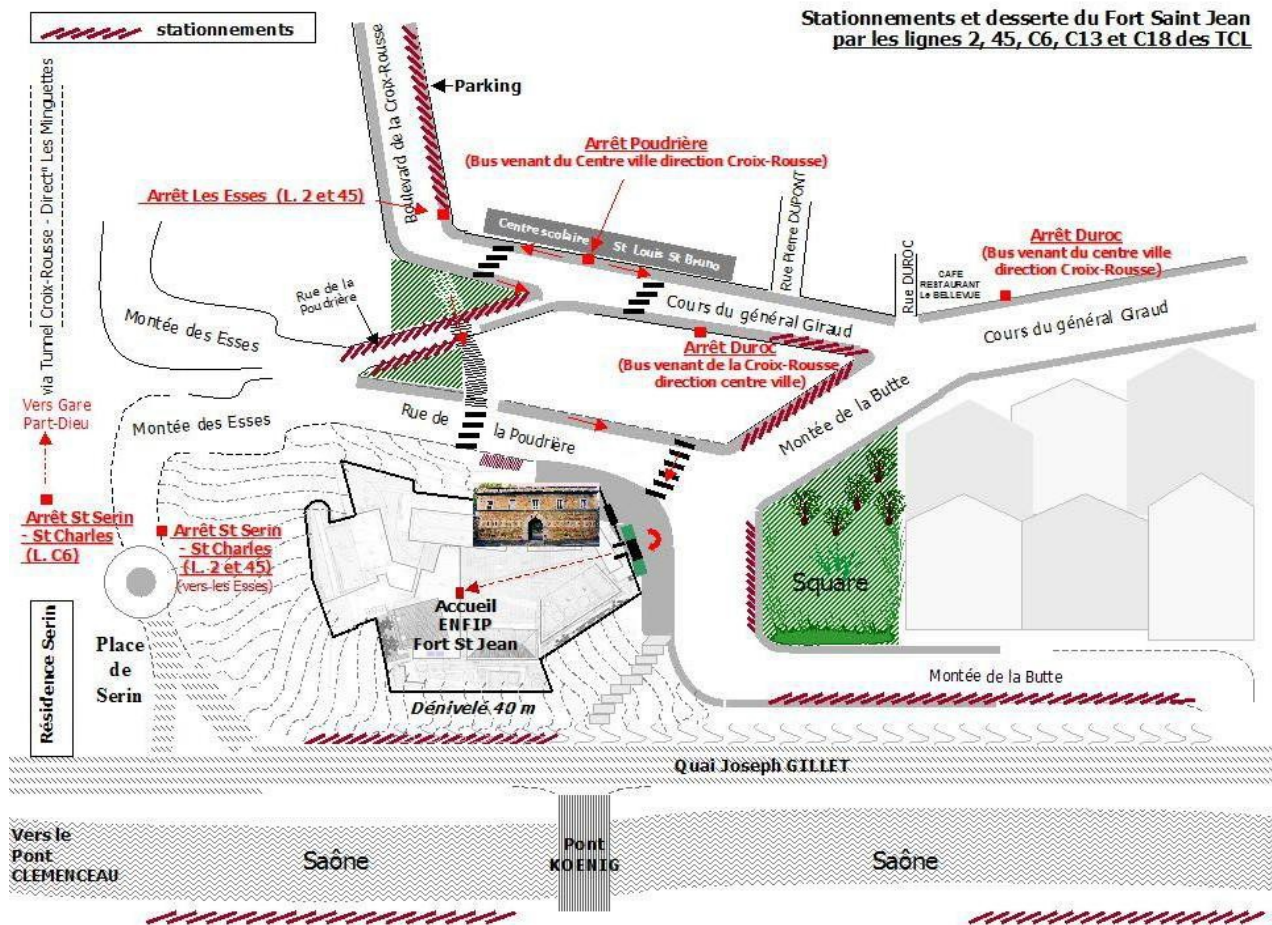 stationnements
Stationnements et desserte du Fort Saint Jean
par les lignes 2, 45, C6, C13 et C18 des TCL
Parking
Boulevard de la Croix-Rousse
Arrêt Poudrière
(Bus venant du Centre ville direction Croix-Rousse)
Arrêt Les Esses (L. 2 et 45)
Centre scolaire St Louis St Bruno
Rue Pierre DUPONT
Rue DUROC
CAFE
RESTAURANT
Le BELLEVUE
Arrêt Duroc
(Bus venant du centre ville
direction Croix-Rousse)
Cours du général Giraud
Cours du général Giraud
Rue de la
Poudrière
Montée des Esses
Arrêt Duroc
(Bus venant de la Croix-Rousse
direction centre ville)
Montée de la Butte
via Tunnel Croix-Rousse - Directⁿ Les Minguettes
Vers Gare
Part-Dieu
Montée des Esses
Rue de la Poudrière
Arrêt St Serin
- St Charles
(L. C6)
Arrêt St Serin
- St Charles
(L. 2 et 45)
(vers les Esses)
Square
Accueil
ENFIP
Fort St Jean
Place
de
Serin
Résidence Serin
Dénivelé 40 m
Montée de la Butte
Quai Joseph GILLET
Vers le
Pont
CLEMENCEAU
Saône
Pont
KOENIG
Saône